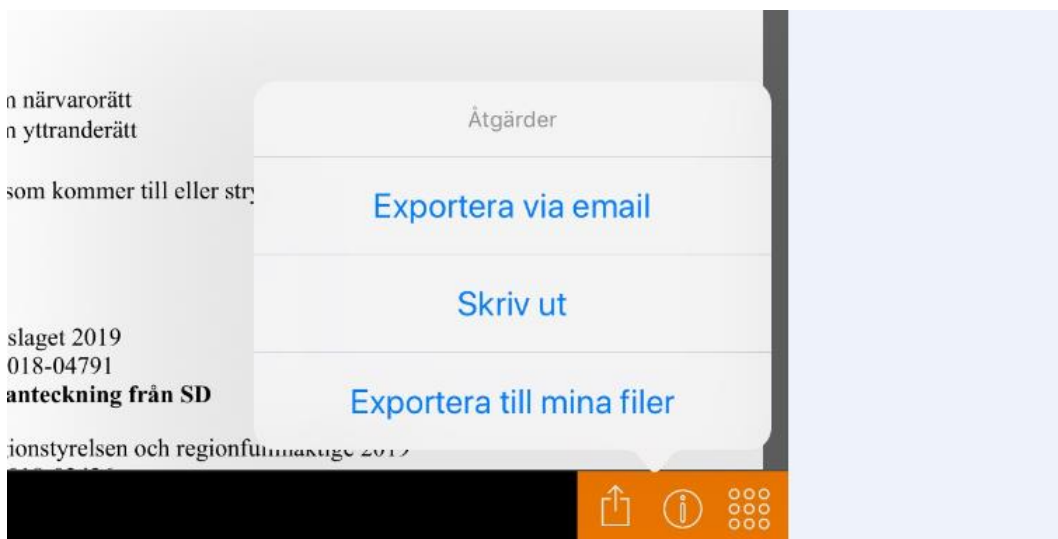 närvarorätt
yttranderätt
som kommer till eller
slaget 2019
018-04791
anteckning från SD
ionstyrelsen och regionfullmäktige 2019
Åtgärder
Exportera via email
Skriv ut
Exportera till mina filer